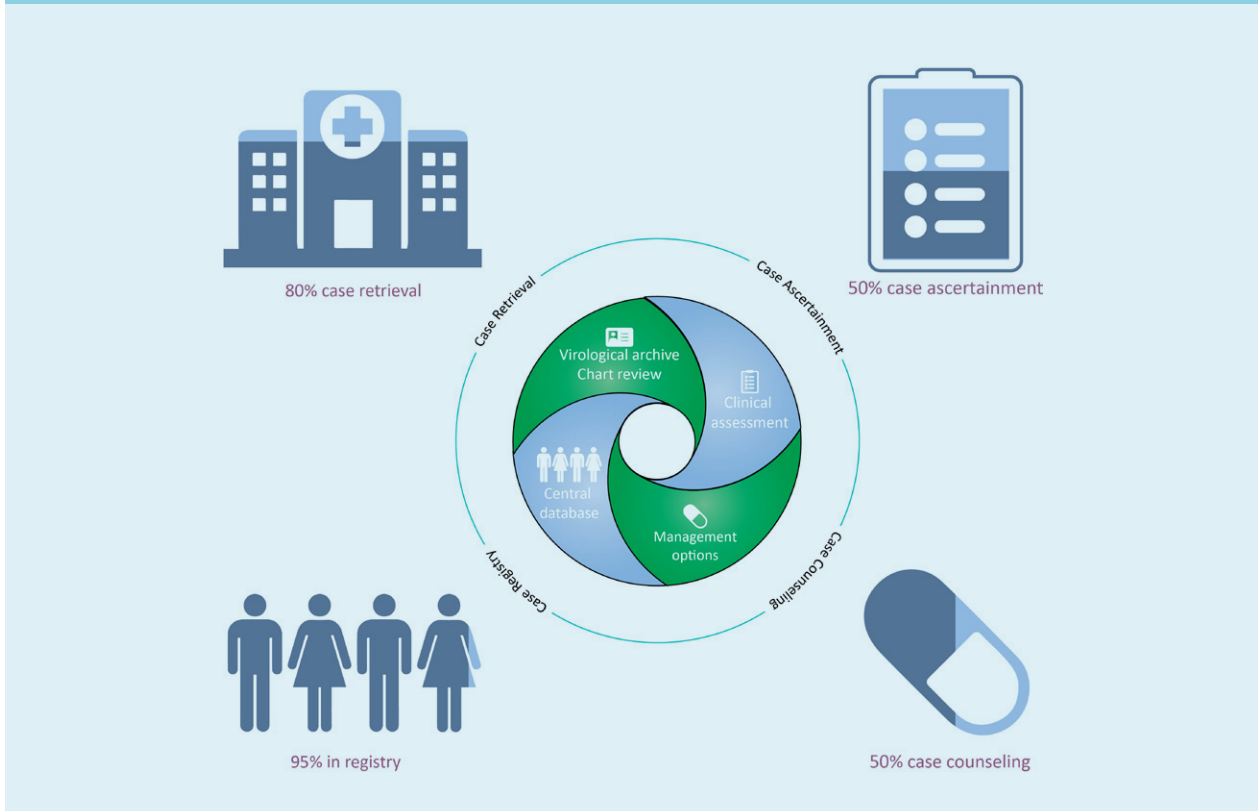 80% case retrieval
50% case ascertainment
Case Retrieval
Case Ascertainment
Virological archive
Chart review
Clinical
assessment
Central
database
Management
options
Case Registry
Case Counseling
95% in registry
50% case counseling